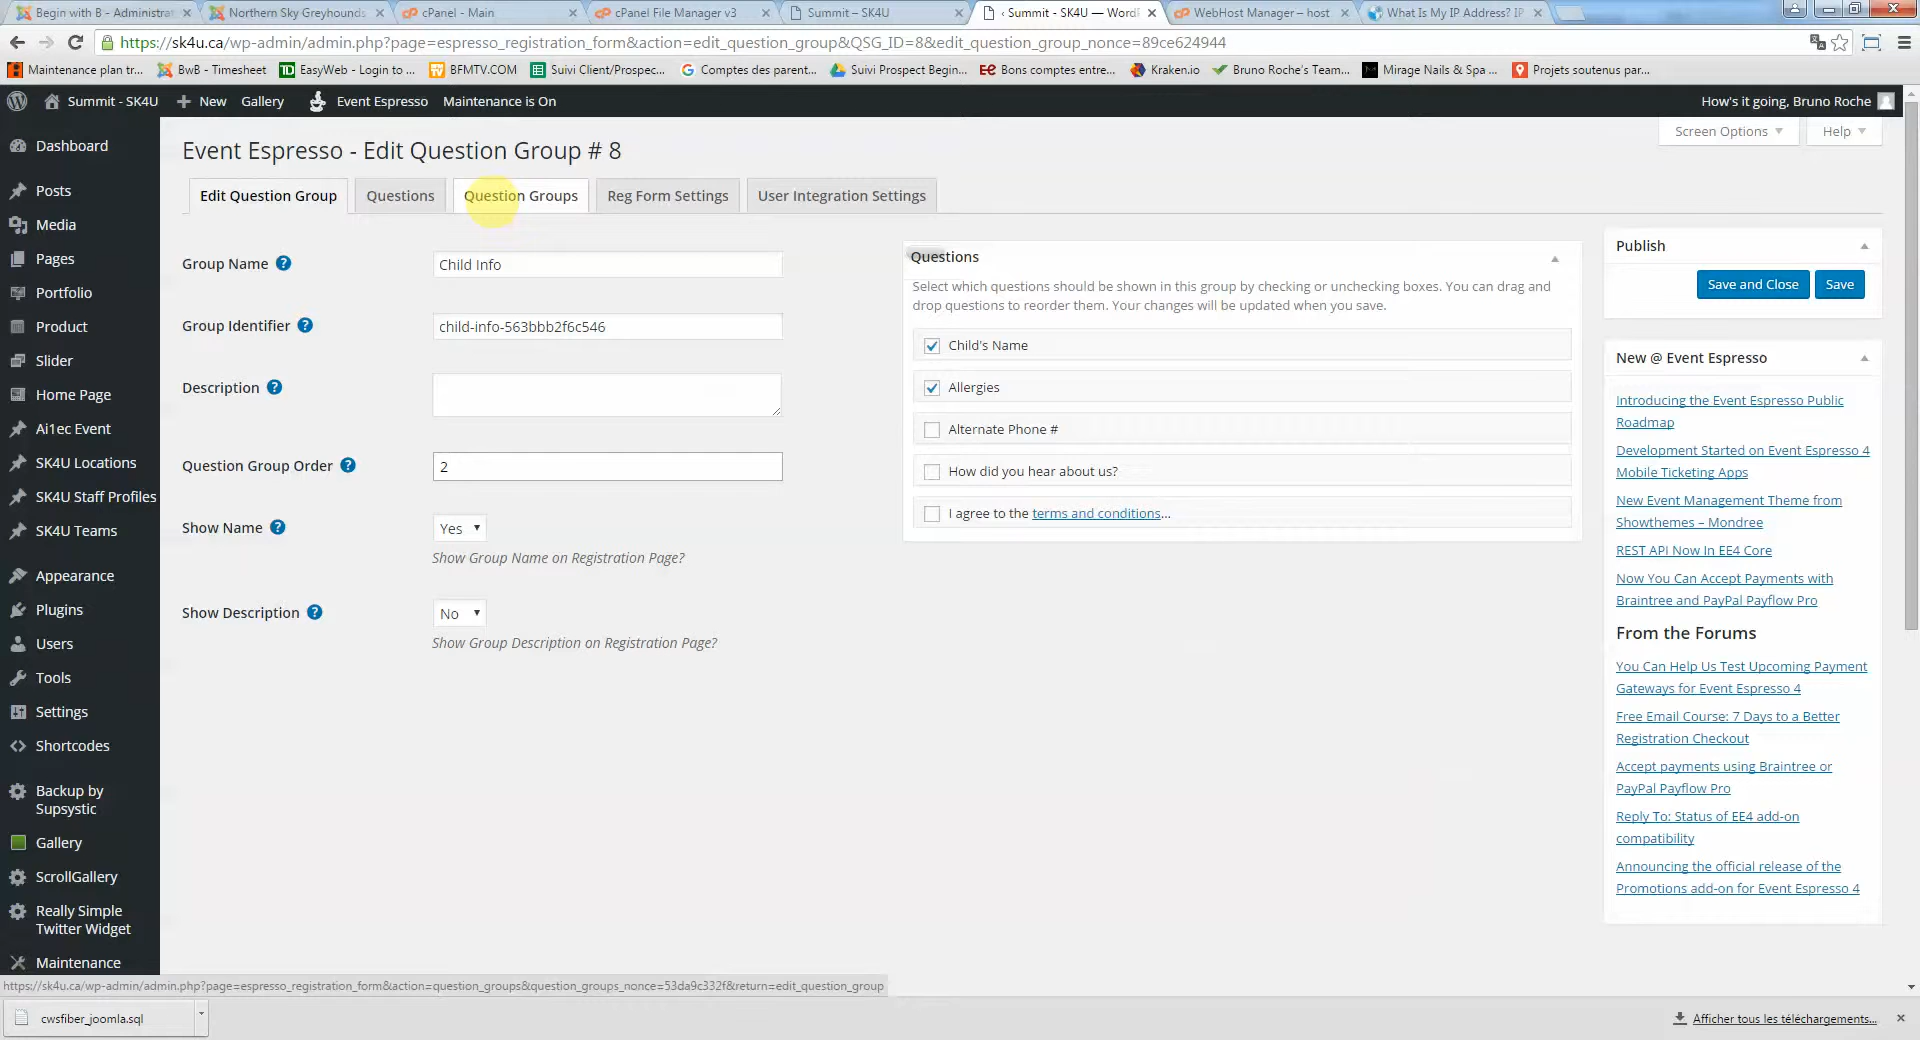 Begin with B - Administrat
Northern Sky Greyhounds
cPanel - Main
cPanel File Manager v3
Summit – SK4U
‹ Summit - SK4U — WordPr
WebHost Manager – host
What Is My IP Address? IP
https://sk4u.ca/wp-admin/admin.php?page=espresso_registration_form&action=edit_question_group&QSG_ID=8&edit_question_group_nonce=89ce624944
Maintenance plan tr...
BwB - Timesheet
EasyWeb - Login to ...
BFMTV.COM
Suivi Client/Prospec...
Comptes des parent...
Suivi Prospect Begin...
Bons comptes entre...
Kraken.io
Bruno Roche's Team...
Mirage Nails & Spa ...
Projets soutenus par...
Summit - SK4U
New
Gallery
Event Espresso
Maintenance is On
How's it going, Bruno Roche
Screen Options
Help
Dashboard
Posts
Media
Pages
Portfolio
Product
Slider
Home Page
Ai1ec Event
SK4U Locations
SK4U Staff Profiles
SK4U Teams
Appearance
Plugins
Users
Tools
Settings
Shortcodes
Backup by
Supsystic
Gallery
ScrollGallery
Really Simple
Twitter Widget
Maintenance
Event Espresso - Edit Question Group # 8
Edit Question Group
Questions
Question Groups
Reg Form Settings
User Integration Settings
Group Name
Child Info
Group Identifier
child-info-563bbb2f6c546
Description
Question Group Order
2
Show Name
Yes
Show Group Name on Registration Page?
Show Description
No
Show Group Description on Registration Page?
Questions
Select which questions should be shown in this group by checking or unchecking boxes. You can drag and
drop questions to reorder them. Your changes will be updated when you save.
Child's Name
Allergies
Alternate Phone #
How did you hear about us?
I agree to the terms and conditions...
Publish
Save and Close
Save
New @ Event Espresso
Introducing the Event Espresso Public
Roadmap
Development Started on Event Espresso 4
Mobile Ticketing Apps
New Event Management Theme from
Showthemes – Mondree
REST API Now In EE4 Core
Now You Can Accept Payments with
Braintree and PayPal Payflow Pro
From the Forums
You Can Help Us Test Upcoming Payment
Gateways for Event Espresso 4
Free Email Course: 7 Days to a Better
Registration Checkout
Accept payments using Braintree or
PayPal Payflow Pro
Reply To: Status of EE4 add-on
compatibility
Announcing the official release of the
Promotions add-on for Event Espresso 4
https://sk4u.ca/wp-admin/admin.php?page=espresso_registration_form&action=question_groups&question_groups_nonce=53da9c332f&return=edit_question_group
cwsfiber_joomla.sql
Afficher tous les téléchargements...